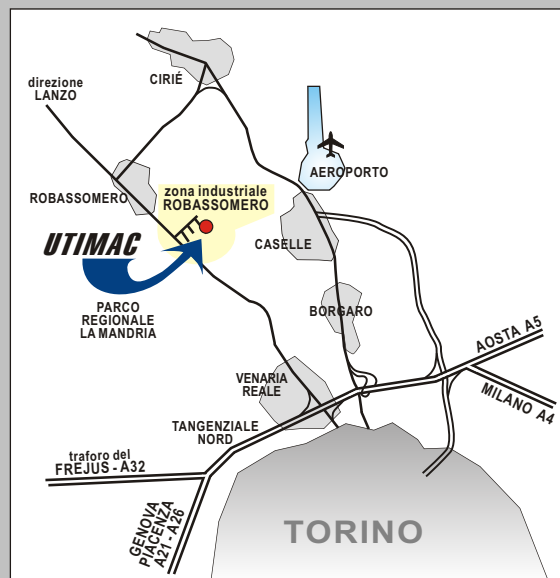 CIRIÉ
direzione
LANZO
AEROPORTO
zona industriale
ROBASSOMERO
ROBASSOMERO
UTIMAC
CASELLE
PARCO
REGIONALE
LA MANDRIA
BORGARO
AOSTA A5
VENARIA
REALE
MILANO A4
TANGENZIALE
NORD
traforo del
FREJUS - A32
GENOVA
PIACENZA
A21 - A26
TORINO